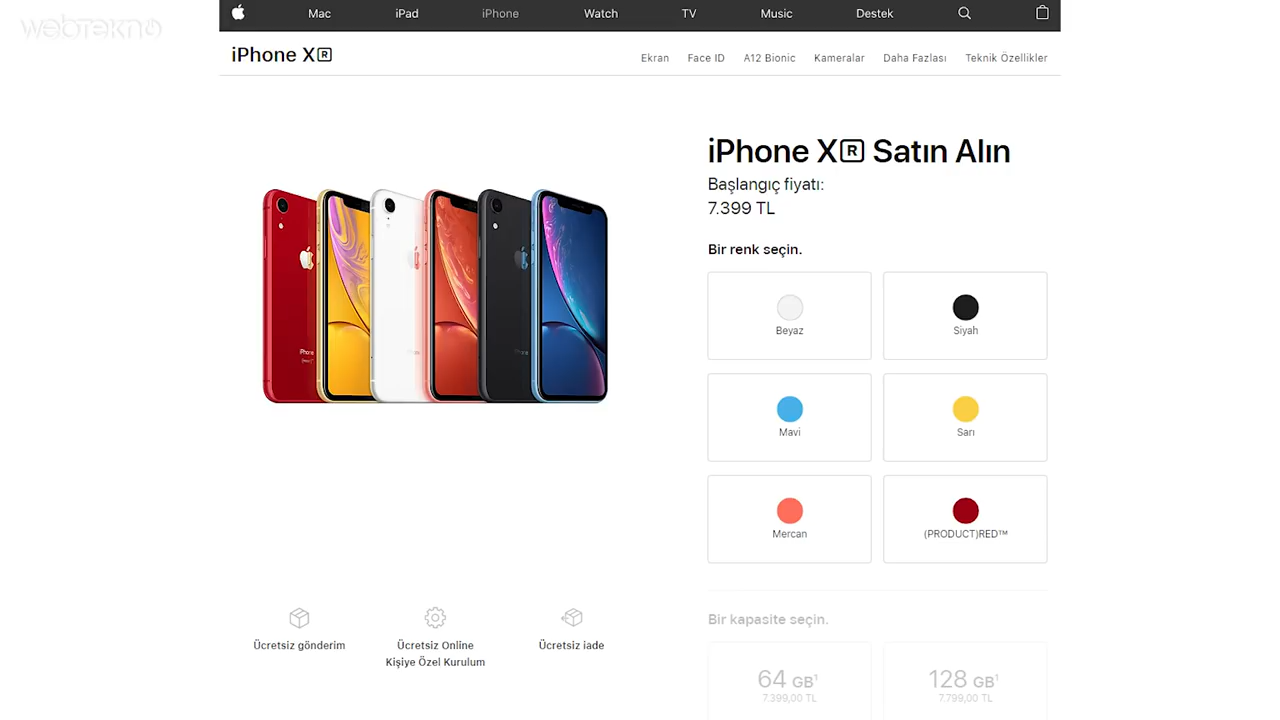 webtekno
Mac iPad iPhone Watch TV Music Destek
iPhone XR
Ekran Face ID A12 Bionic Kameralar Daha Fazlası Teknik Özellikler
iPhone XR Satın Alın
Başlangıç fiyatı:
7.399 TL
Bir renk seçin.
Beyaz Siyah
Mavi Sarı
Mercan (PRODUCT)RED™
Ücretsiz gönderim
Ücretsiz Online
Kişiye Özel Kurulum
Ücretsiz iade
Bir kapasite seçin.
64 GB¹ 128 GB¹
7.399,00 TL 7.799,00 TL